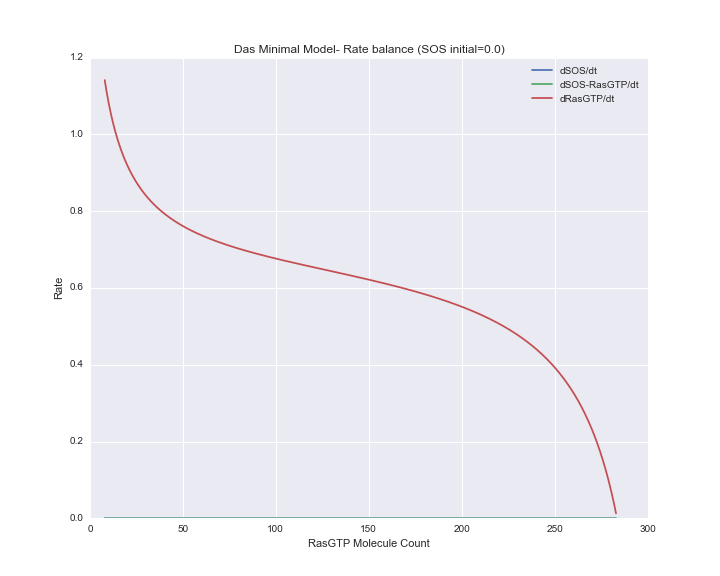 Das Minimal Model- Rate balance (SOS initial=0.0)
dSOS/dt
dSOS-RasGTP/dt
dRasGTP/dt
1.2
1.0
0.8
0.6
0.4
0.2
0.0
Rate
0 50 100 150 200 250 300
RasGTP Molecule Count